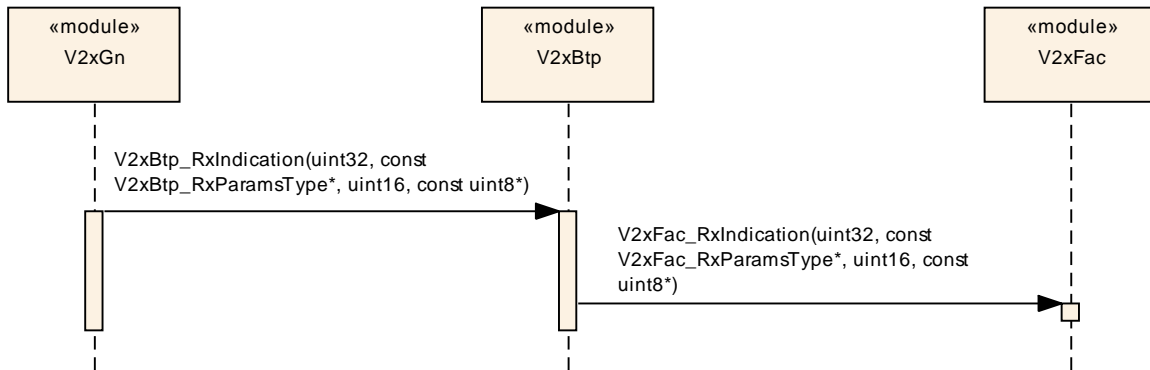 «module»
V2xGn
«module»
V2xBtp
«module»
V2xFac
V2xBtp_RxIndication(uint32, const
V2xBtp_RxParamsType*, uint16, const uint8*)
V2xFac_RxIndication(uint32, const
V2xFac_RxParamsType*, uint16, const
uint8*)